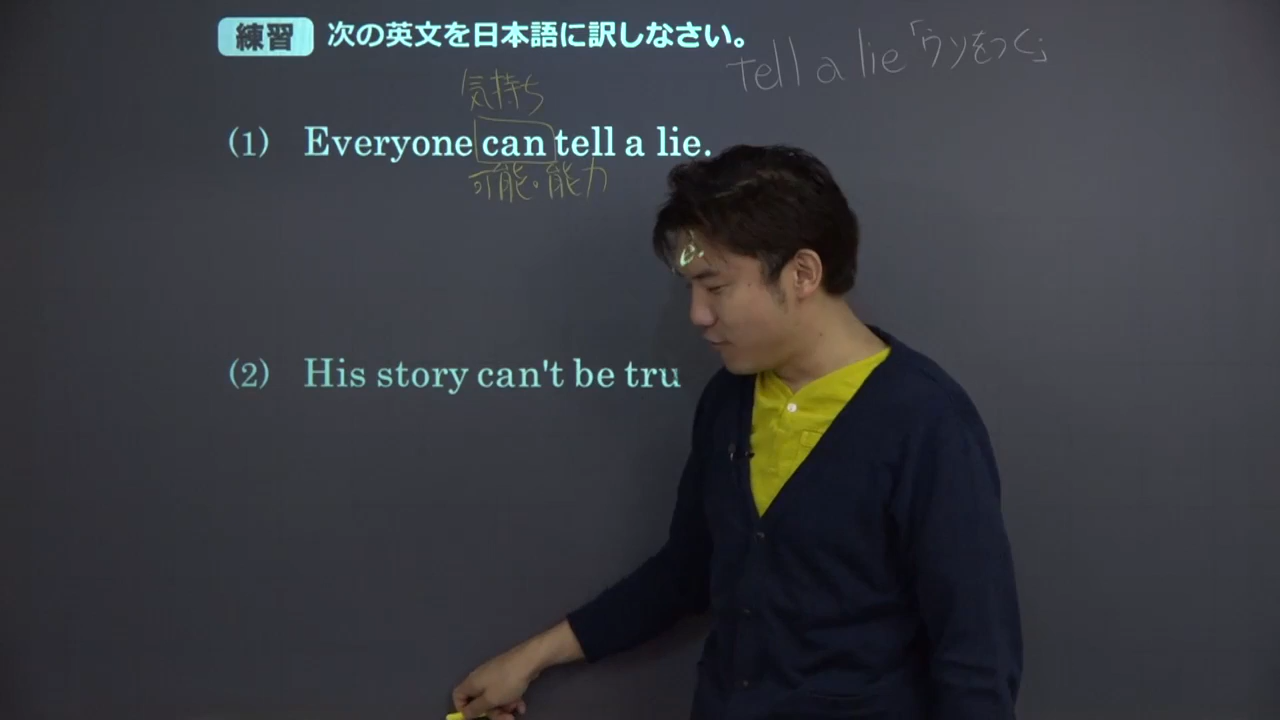 練習 次の英文を日本語に訳しなさい。
tell a lie「ウソをつく」
気持ち
(1) Everyone can tell a lie.
可能・能力
e.
(2) His story can't be tru